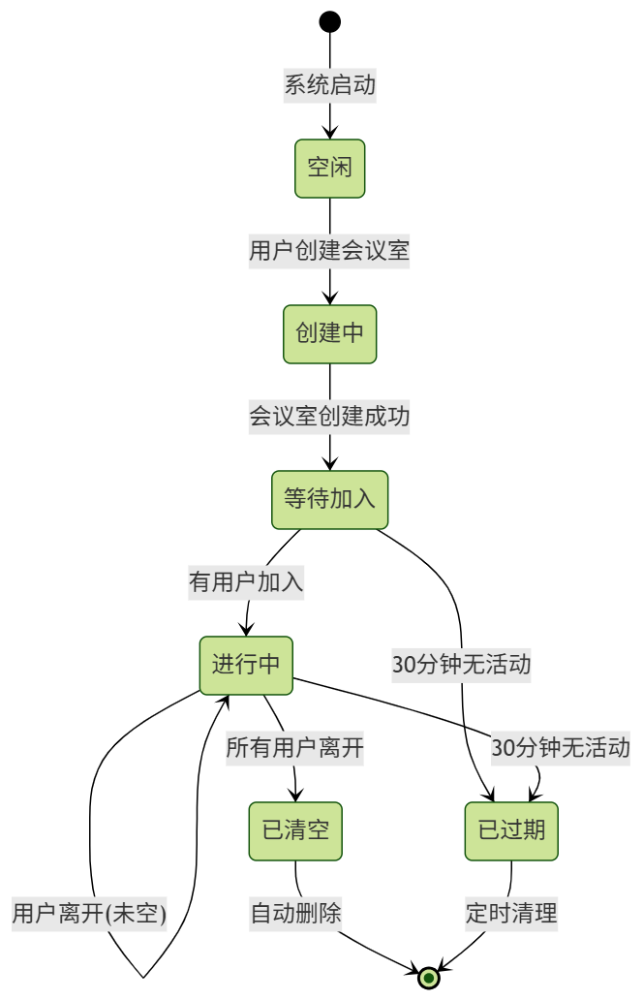 系统启动
空闲
用户创建会议室
创建中
会议室创建成功
等待加入
有用户加入
30分钟无活动
进行中
所有用户离开
30分钟无活动
已清空
已过期
用户离开(未空)
自动删除
定时清理